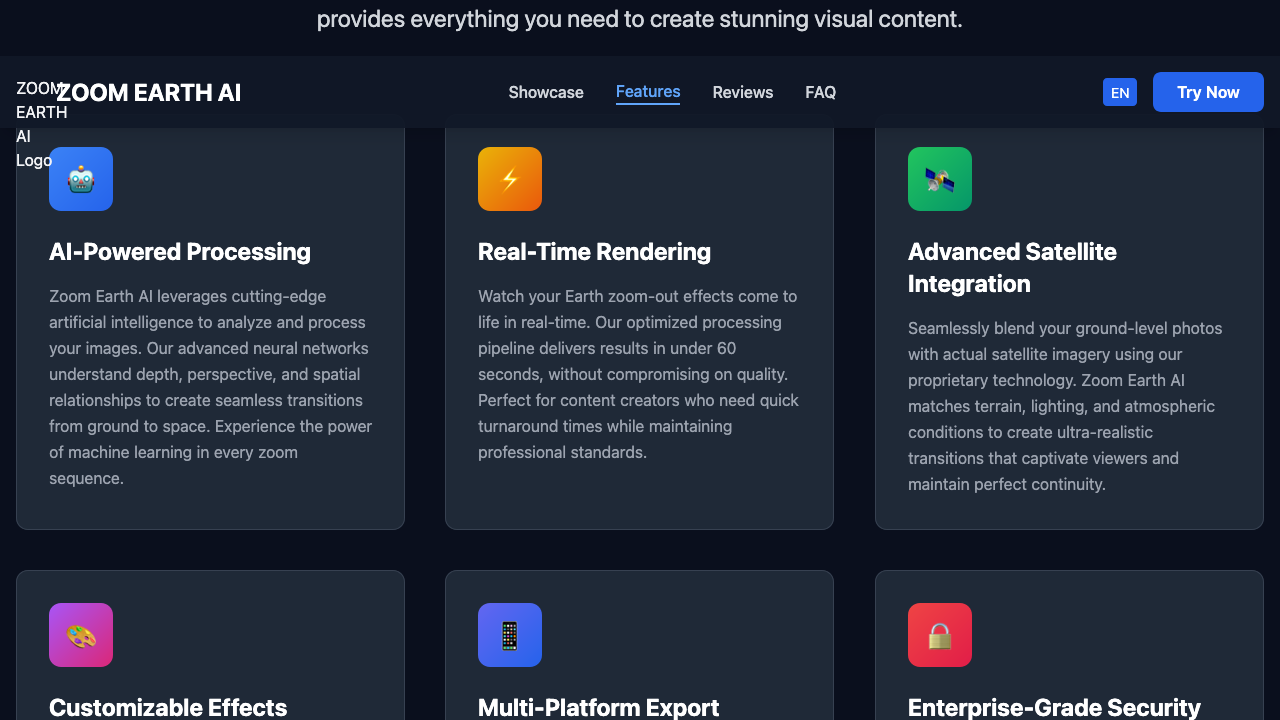 provides everything you need to create stunning visual content.
ZOOM
EARTH
AI
Logo
ZOOM EARTH AI
Showcase
Features
Reviews
FAQ
EN
Try Now
AI-Powered Processing
Zoom Earth AI leverages cutting-edge
artificial intelligence to analyze and process
your images. Our advanced neural networks
understand depth, perspective, and spatial
relationships to create seamless transitions
from ground to space. Experience the power
of machine learning in every zoom
sequence.
Real-Time Rendering
Watch your Earth zoom-out effects come to
life in real-time. Our optimized processing
pipeline delivers results in under 60
seconds, without compromising on quality.
Perfect for content creators who need quick
turnaround times while maintaining
professional standards.
Advanced Satellite
Integration
Seamlessly blend your ground-level photos
with actual satellite imagery using our
proprietary technology. Zoom Earth AI
matches terrain, lighting, and atmospheric
conditions to create ultra-realistic
transitions that captivate viewers and
maintain perfect continuity.
Customizable Effects
Multi-Platform Export
Enterprise-Grade Security